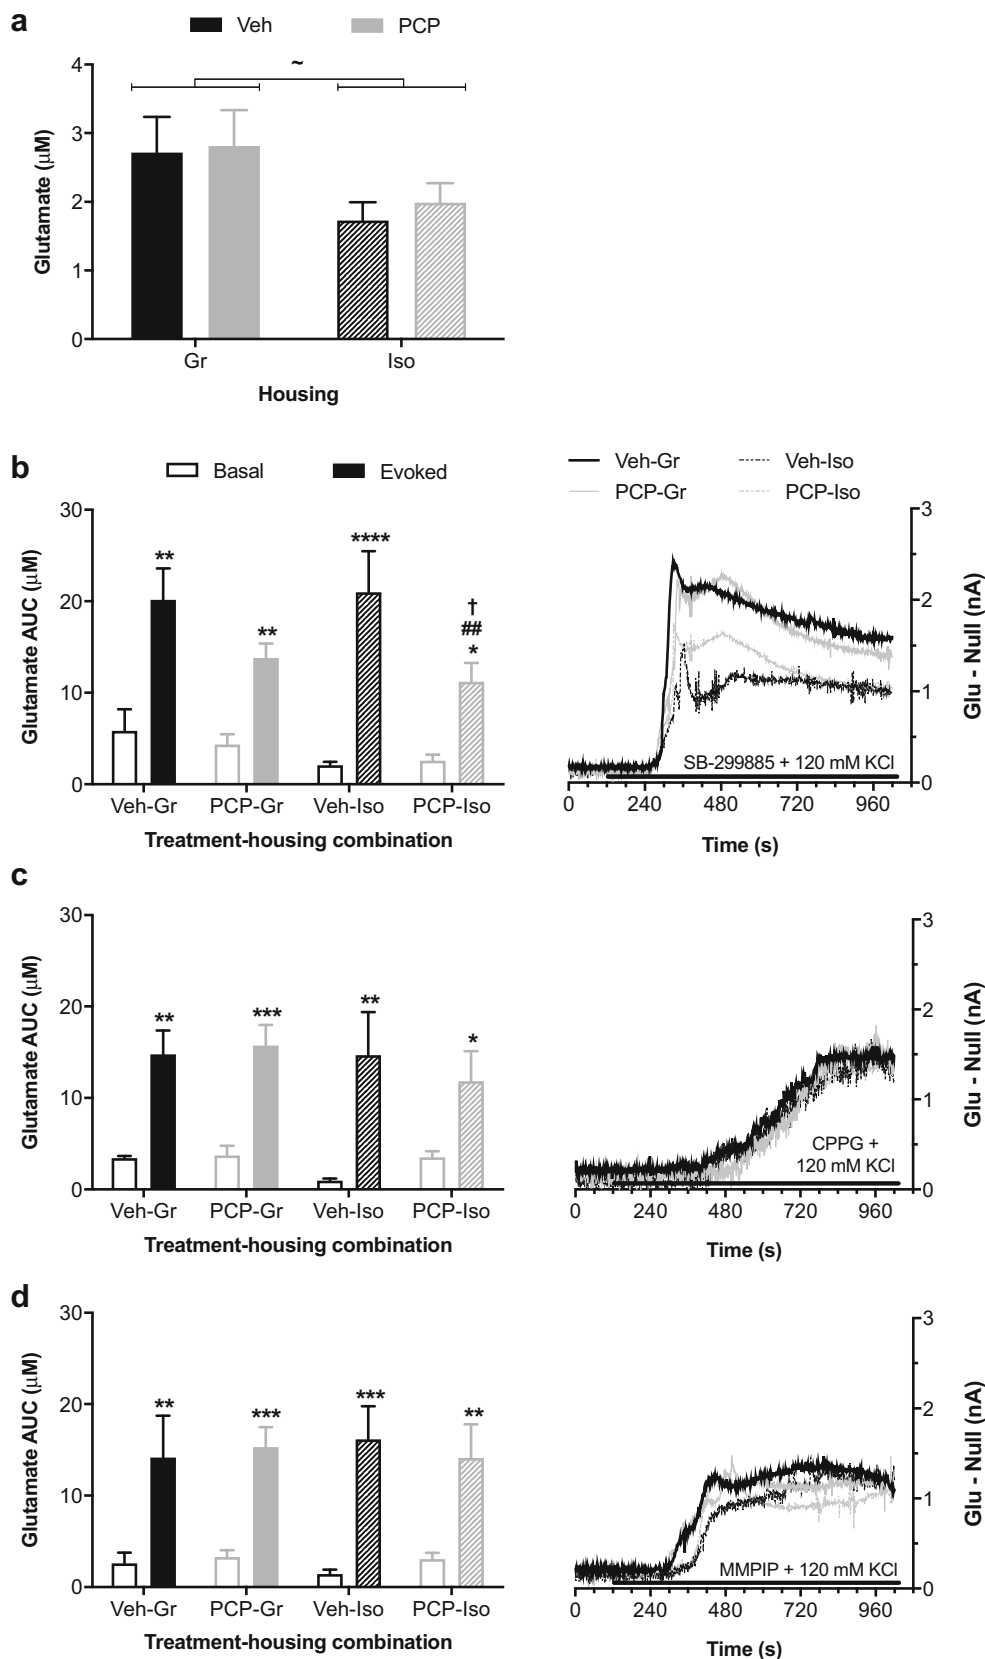 a
Veh PCP
~
4
3
2
1
0
Glutamate (µM)
Gr Iso
Housing
b
Basal Evoked
30
20
10
0
Glutamate AUC (µM)
** ** **** † ## *
Veh-Gr PCP-Gr Veh-Iso PCP-Iso
Treatment-housing combination
Veh-Gr Veh-Iso
PCP-Gr PCP-Iso
3
2
1
0
Glu - Null (nA)
SB-299885 + 120 mM KCl
0 240 480 720 960
Time (s)
c
30
20
10
0
Glutamate AUC (µM)
** *** ** *
Veh-Gr PCP-Gr Veh-Iso PCP-Iso
Treatment-housing combination
3
2
1
0
Glu - Null (nA)
CPPG +
120 mM KCl
0 240 480 720 960
Time (s)
d
30
20
10
0
Glutamate AUC (µM)
** *** *** **
Veh-Gr PCP-Gr Veh-Iso PCP-Iso
Treatment-housing combination
3
2
1
0
Glu - Null (nA)
MMPIP + 120 mM KCl
0 240 480 720 960
Time (s)